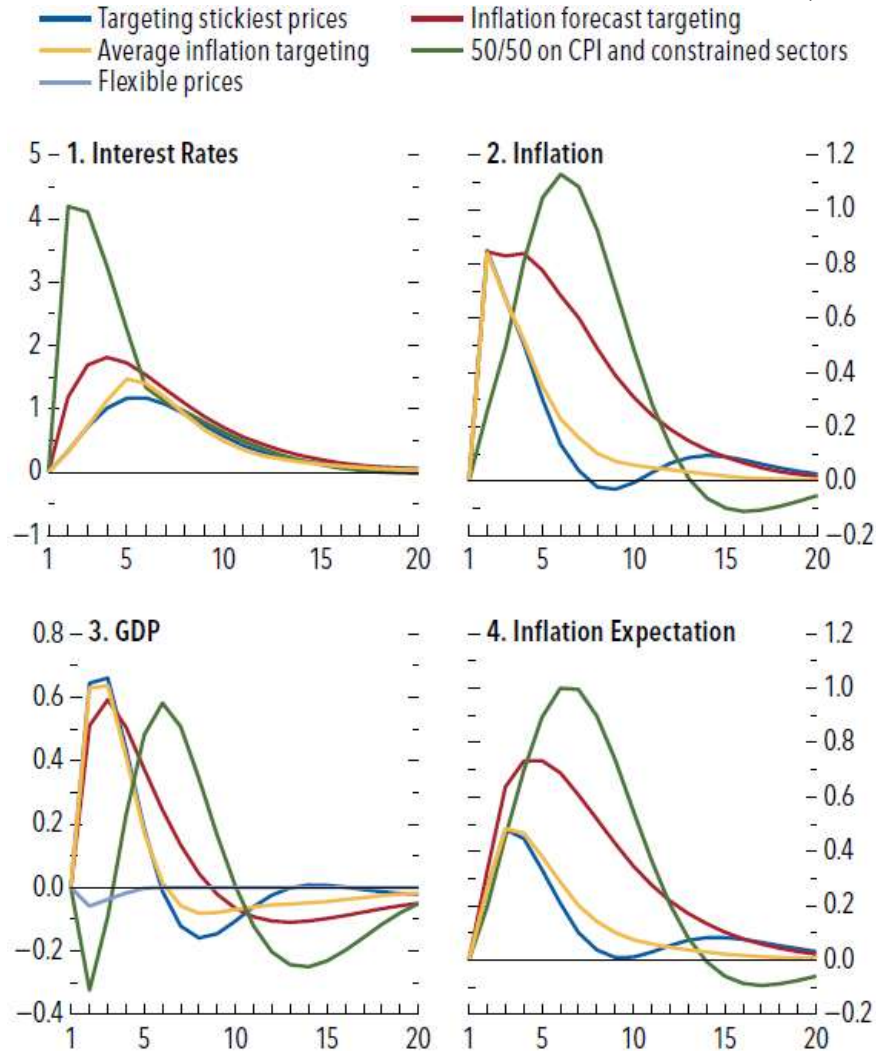 Targeting stickiest prices
Inflation forecast targeting
Average inflation targeting
50/50 on CPI and constrained sectors
Flexible prices
1. Interest Rates
5
4
3
2
1
0
–1
1 5 10 15 20
2. Inflation
1.2
1.0
0.8
0.6
0.4
0.2
0.0
–0.2
1 5 10 15 20
3. GDP
0.8
0.6
0.4
0.2
0.0
–0.2
–0.4
1 5 10 15 20
4. Inflation Expectation
1.2
1.0
0.8
0.6
0.4
0.2
0.0
–0.2
1 5 10 15 20